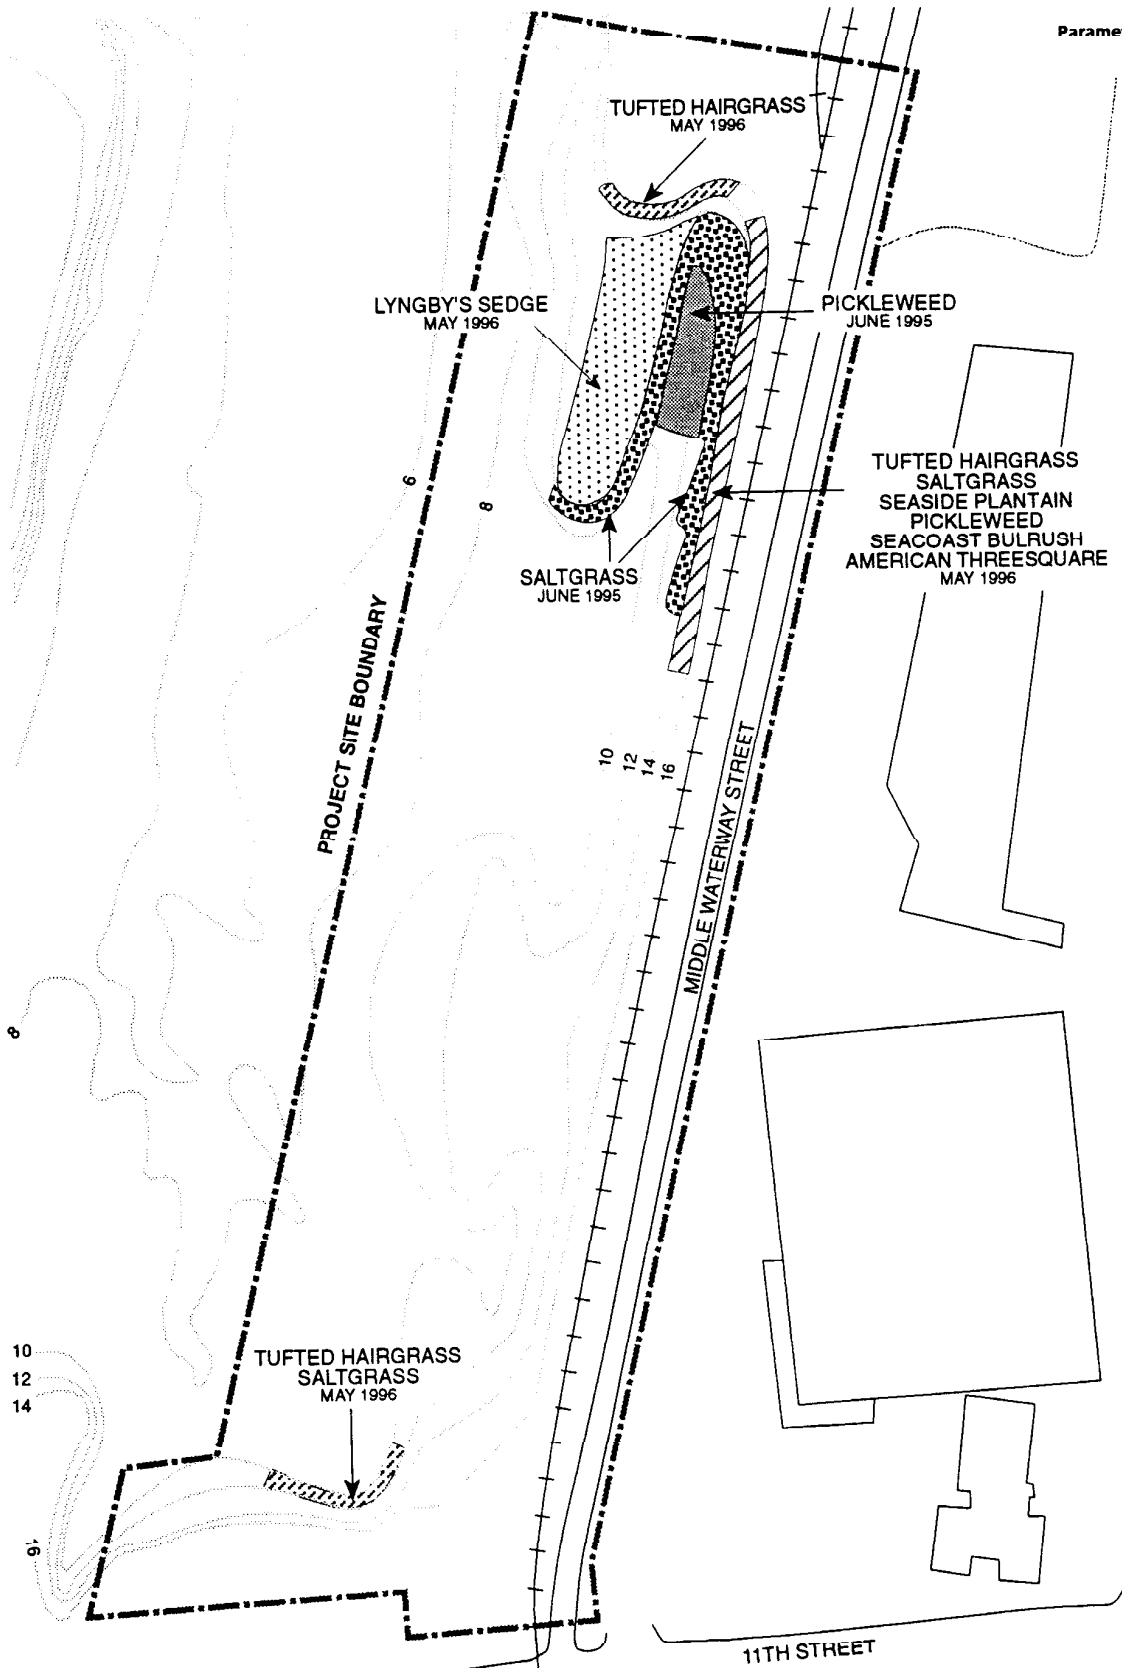 Parame
TUFTED HAIRGRASS
MAY 1996
LYNGBY'S SEDGE
MAY 1996
PICKLEWEED
JUNE 1995
TUFTED HAIRGRASS
SALTGRASS
SEASIDE PLANTAIN
PICKLEWEED
SEACOAST BULRUSH
AMERICAN THREESQUARE
MAY 1996
6
8
SALTGRASS
JUNE 1995
PROJECT SITE BOUNDARY
10
12
14
16
MIDDLE WATERWAY STREET
8
10
12
14
TUFTED HAIRGRASS
SALTGRASS
MAY 1996
16
11TH STREET